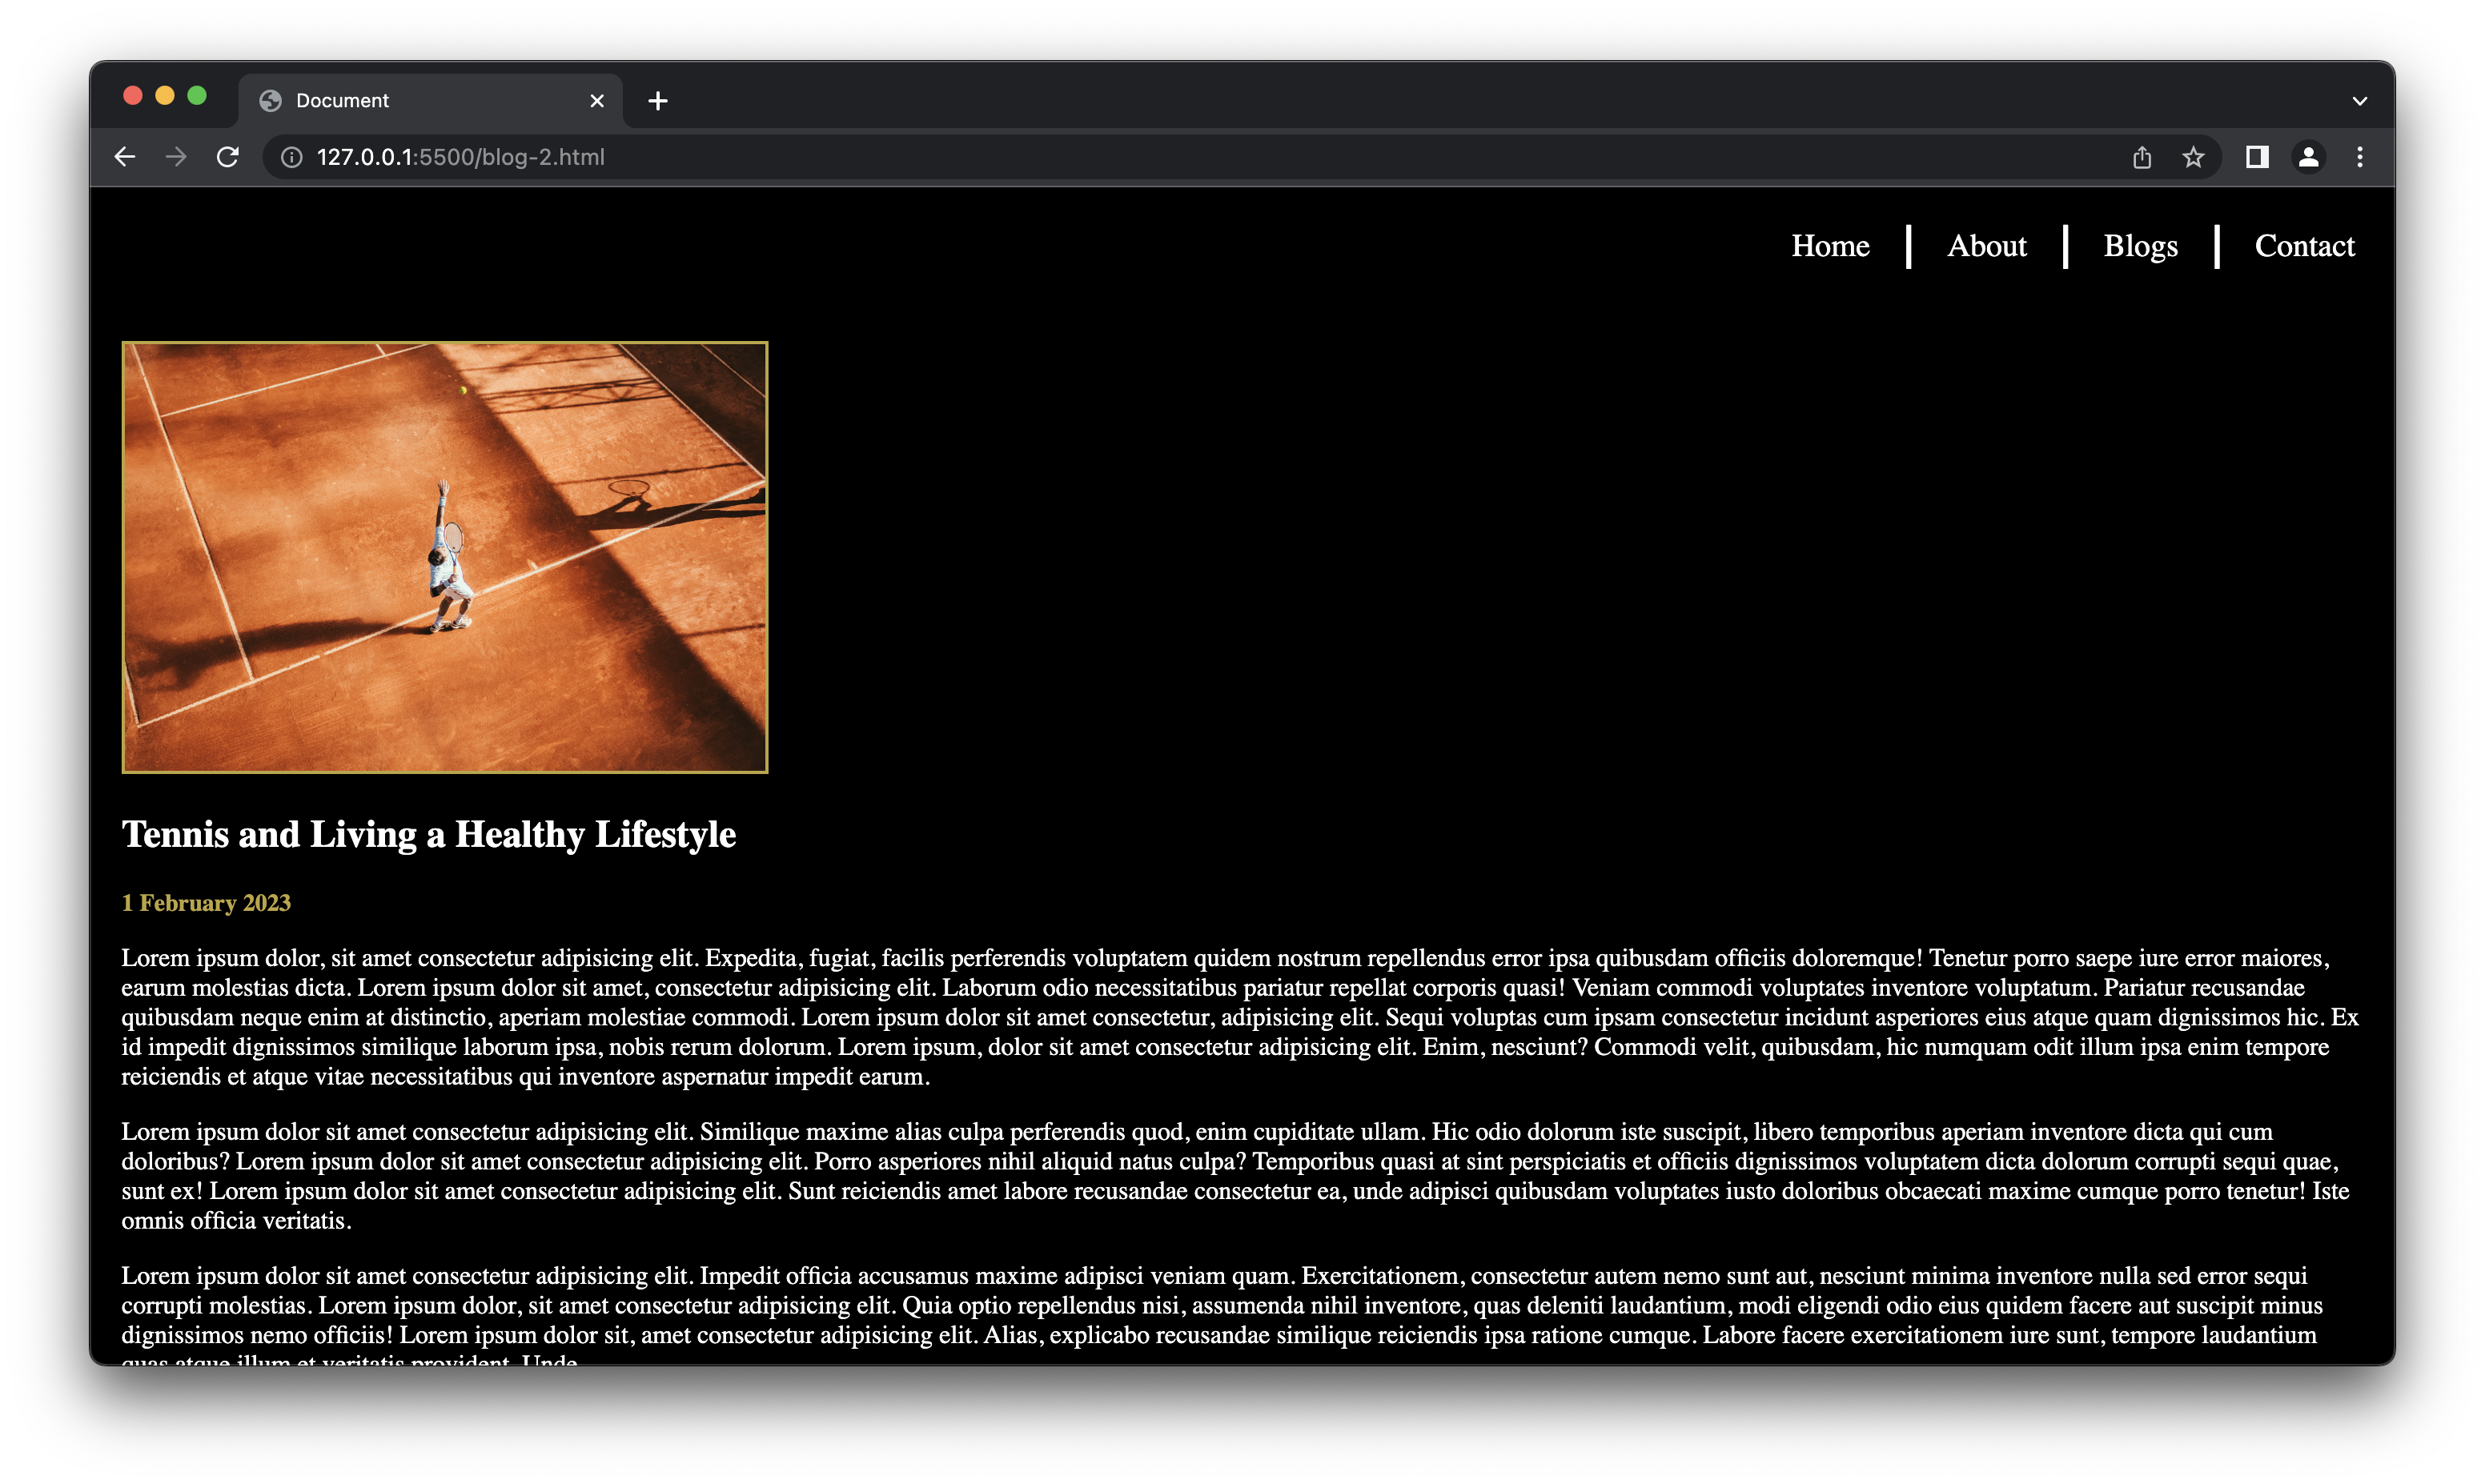 Document
127.0.0.1:5500/blog-2.html
Home
About
Blogs
Contact
Tennis and Living a Healthy Lifestyle
1 February 2023
Lorem ipsum dolor, sit amet consectetur adipisicing elit. Expedita, fugiat, facilis perferendis voluptatem quidem nostrum repellendus error ipsa quibusdam officiis doloremque! Tenetur porro saepe iure error maiores,
earum molestias dicta. Lorem ipsum dolor sit amet, consectetur adipisicing elit. Laborum odio necessitatibus pariatur repellat corporis quasi! Veniam commodi voluptates inventore voluptatum. Pariatur recusandae
quibusdam neque enim at distinctio, aperiam molestiae commodi. Lorem ipsum dolor sit amet consectetur, adipisicing elit. Sequi voluptas cum ipsam consectetur incidunt asperiores eius atque quam dignissimos hic. Ex
id impedit dignissimos similique laborum ipsa, nobis rerum dolorum. Lorem ipsum, dolor sit amet consectetur adipisicing elit. Enim, nesciunt? Commodi velit, quibusdam, hic numquam odit illum ipsa enim tempore
reiciendis et atque vitae necessitatibus qui inventore aspernatur impedit earum.
Lorem ipsum dolor sit amet consectetur adipisicing elit. Similique maxime alias culpa perferendis quod, enim cupiditate ullam. Hic odio dolorum iste suscipit, libero temporibus aperiam inventore dicta qui cum
doloribus? Lorem ipsum dolor sit amet consectetur adipisicing elit. Porro asperiores nihil aliquid natus culpa? Temporibus quasi at sint perspiciatis et officiis dignissimos voluptatem dicta dolorum corrupti sequi quae,
sunt ex! Lorem ipsum dolor sit amet consectetur adipisicing elit. Sunt reiciendis amet labore recusandae consectetur ea, unde adipisci quibusdam voluptates iusto doloribus obcaecati maxime cumque porro tenetur! Iste
omnis officia veritatis.
Lorem ipsum dolor sit amet consectetur adipisicing elit. Impedit officia accusamus maxime adipisci veniam quam. Exercitationem, consectetur autem nemo sunt aut, nesciunt minima inventore nulla sed error sequi
corrupti molestias. Lorem ipsum dolor, sit amet consectetur adipisicing elit. Quia optio repellendus nisi, assumenda nihil inventore, quas deleniti laudantium, modi eligendi odio eius quidem facere aut suscipit minus
dignissimos nemo officiis! Lorem ipsum dolor sit, amet consectetur adipisicing elit. Alias, explicabo recusandae similique reiciendis ipsa ratione cumque. Labore facere exercitationem iure sunt, tempore laudantium
quas atque illum et veritatis provident. Unde